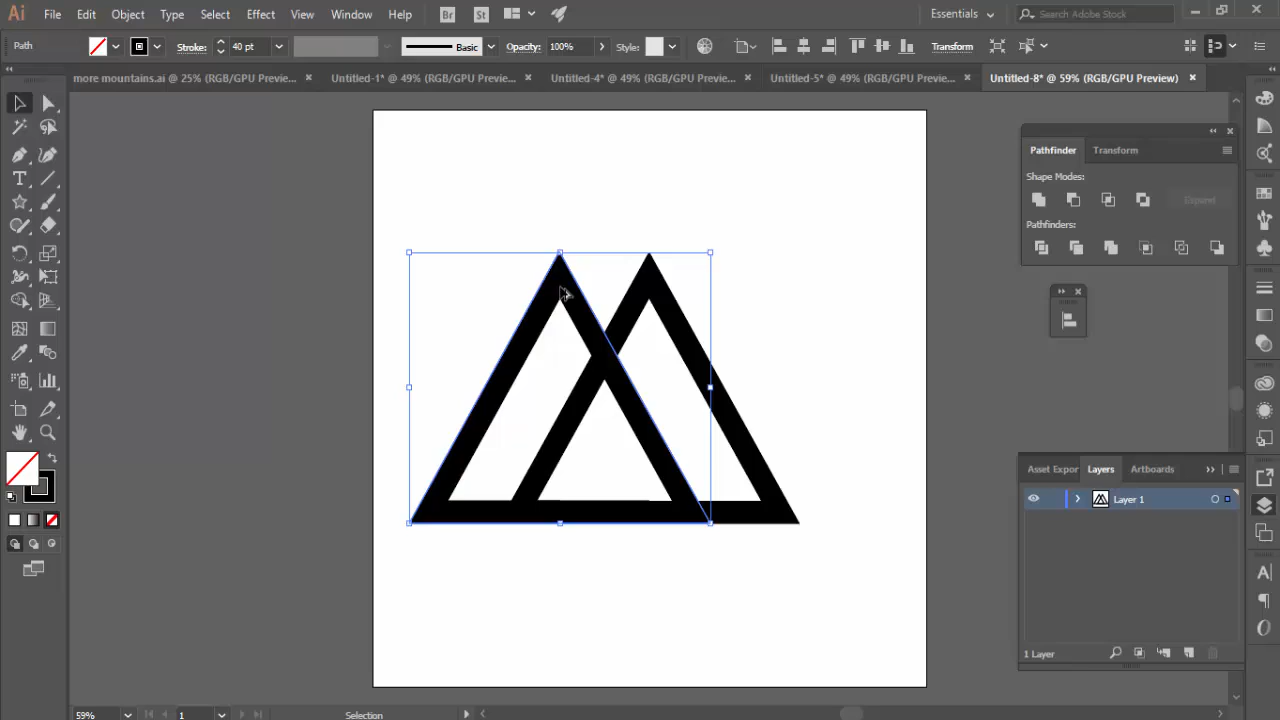 Ai File Edit Object Type Select Effect View Window Help Br St Essentials Search Adobe Stock
Path Stroke: 40 pt Basic Opacity: 100% Style: Transform
more mountains.ai @ 25% (RGB/GPU Previe... Untitled-1* @ 49% (RGB/GPU Previe... Untitled-4* @ 49% (RGB/GPU Previe... Untitled-5* @ 49% (RGB/GPU Previe... Untitled-8* @ 59% (RGB/GPU Preview)
Pathfinder Transform
Shape Modes:
Expand
Pathfinders:
Asset Expor Layers Artboards
Layer 1
1 Layer
59% 1 Selection